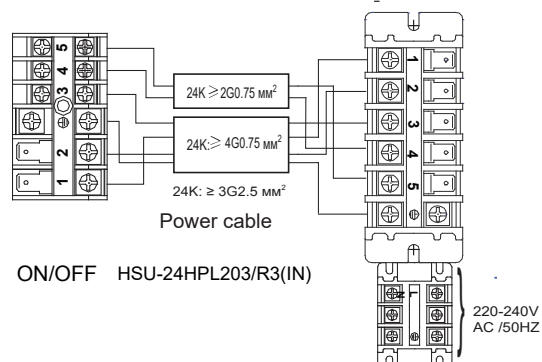 5
4
3
2
1
24K ≥ 2G0.75 мм²
24K:≥ 4G0.75 мм²
24K: ≥ 3G2.5 мм²
Power cable
1
2
3
4
5
ON/OFF HSU-24HPL203/R3(IN)
N L
220-240V
AC /50HZ